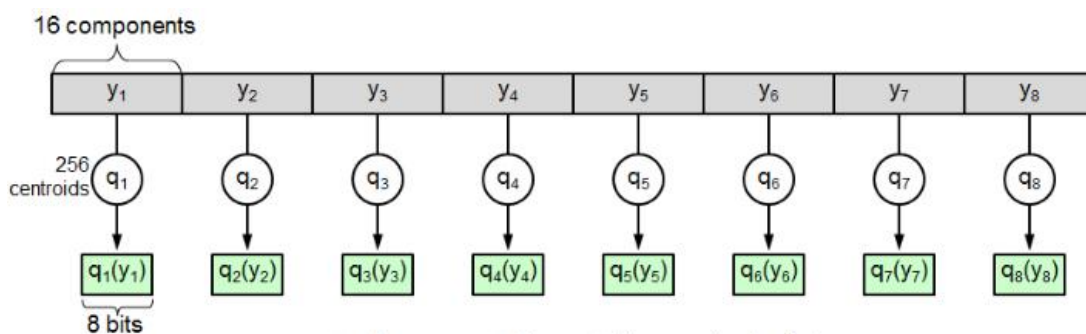 16 components
y₁ y₂ y₃ y₄ y₅ y₆ y₇ y₈
256
centroids
q₁ q₂ q₃ q₄ q₅ q₆ q₇ q₈
q₁(y₁) q₂(y₂) q₃(y₃) q₄(y₄) q₅(y₅) q₆(y₆) q₇(y₇) q₈(y₈)
8 bits